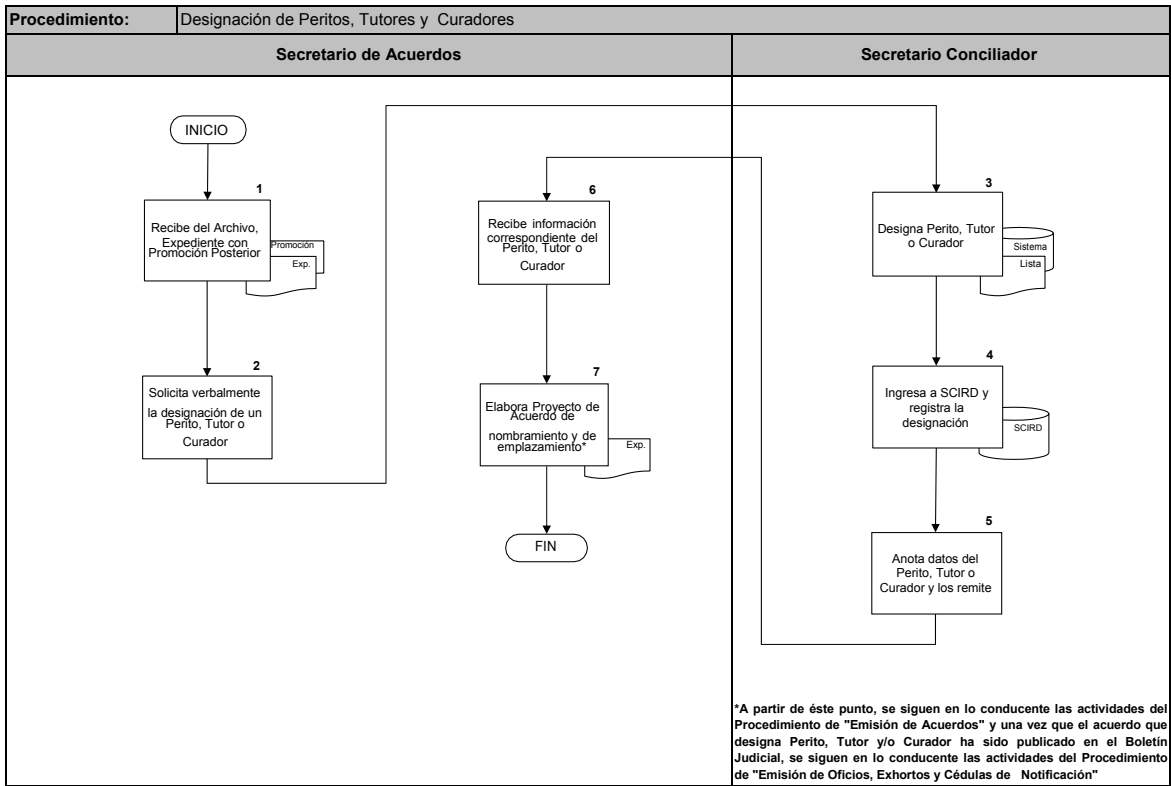 Procedimiento: Designación de Peritos, Tutores y Curadores
Secretario de Acuerdos
Secretario Conciliador
INICIO
1
Recibe del Archivo,
Expediente con
Promoción Posterior
Promoción
Exp.
2
Solicita verbalmente
la designación de un
Perito, Tutor o
Curador
3
Designa Perito, Tutor
o Curador
Sistema
Lista
4
Ingresa a SCIRD y
registra la
designación
SCIRD
5
Anota datos del
Perito, Tutor o
Curador y los remite
6
Recibe información
correspondiente del
Perito, Tutor o
Curador
7
Elabora Proyecto de
Acuerdo de
nombramiento y de
emplazamiento*
Exp.
FIN
*A partir de éste punto, se siguen en lo conducente las actividades del
Procedimiento de "Emisión de Acuerdos" y una vez que el acuerdo que
designa Perito, Tutor y/o Curador ha sido publicado en el Boletín
Judicial, se siguen en lo conducente las actividades del Procedimiento
de "Emisión de Oficios, Exhortos y Cédulas de Notificación"